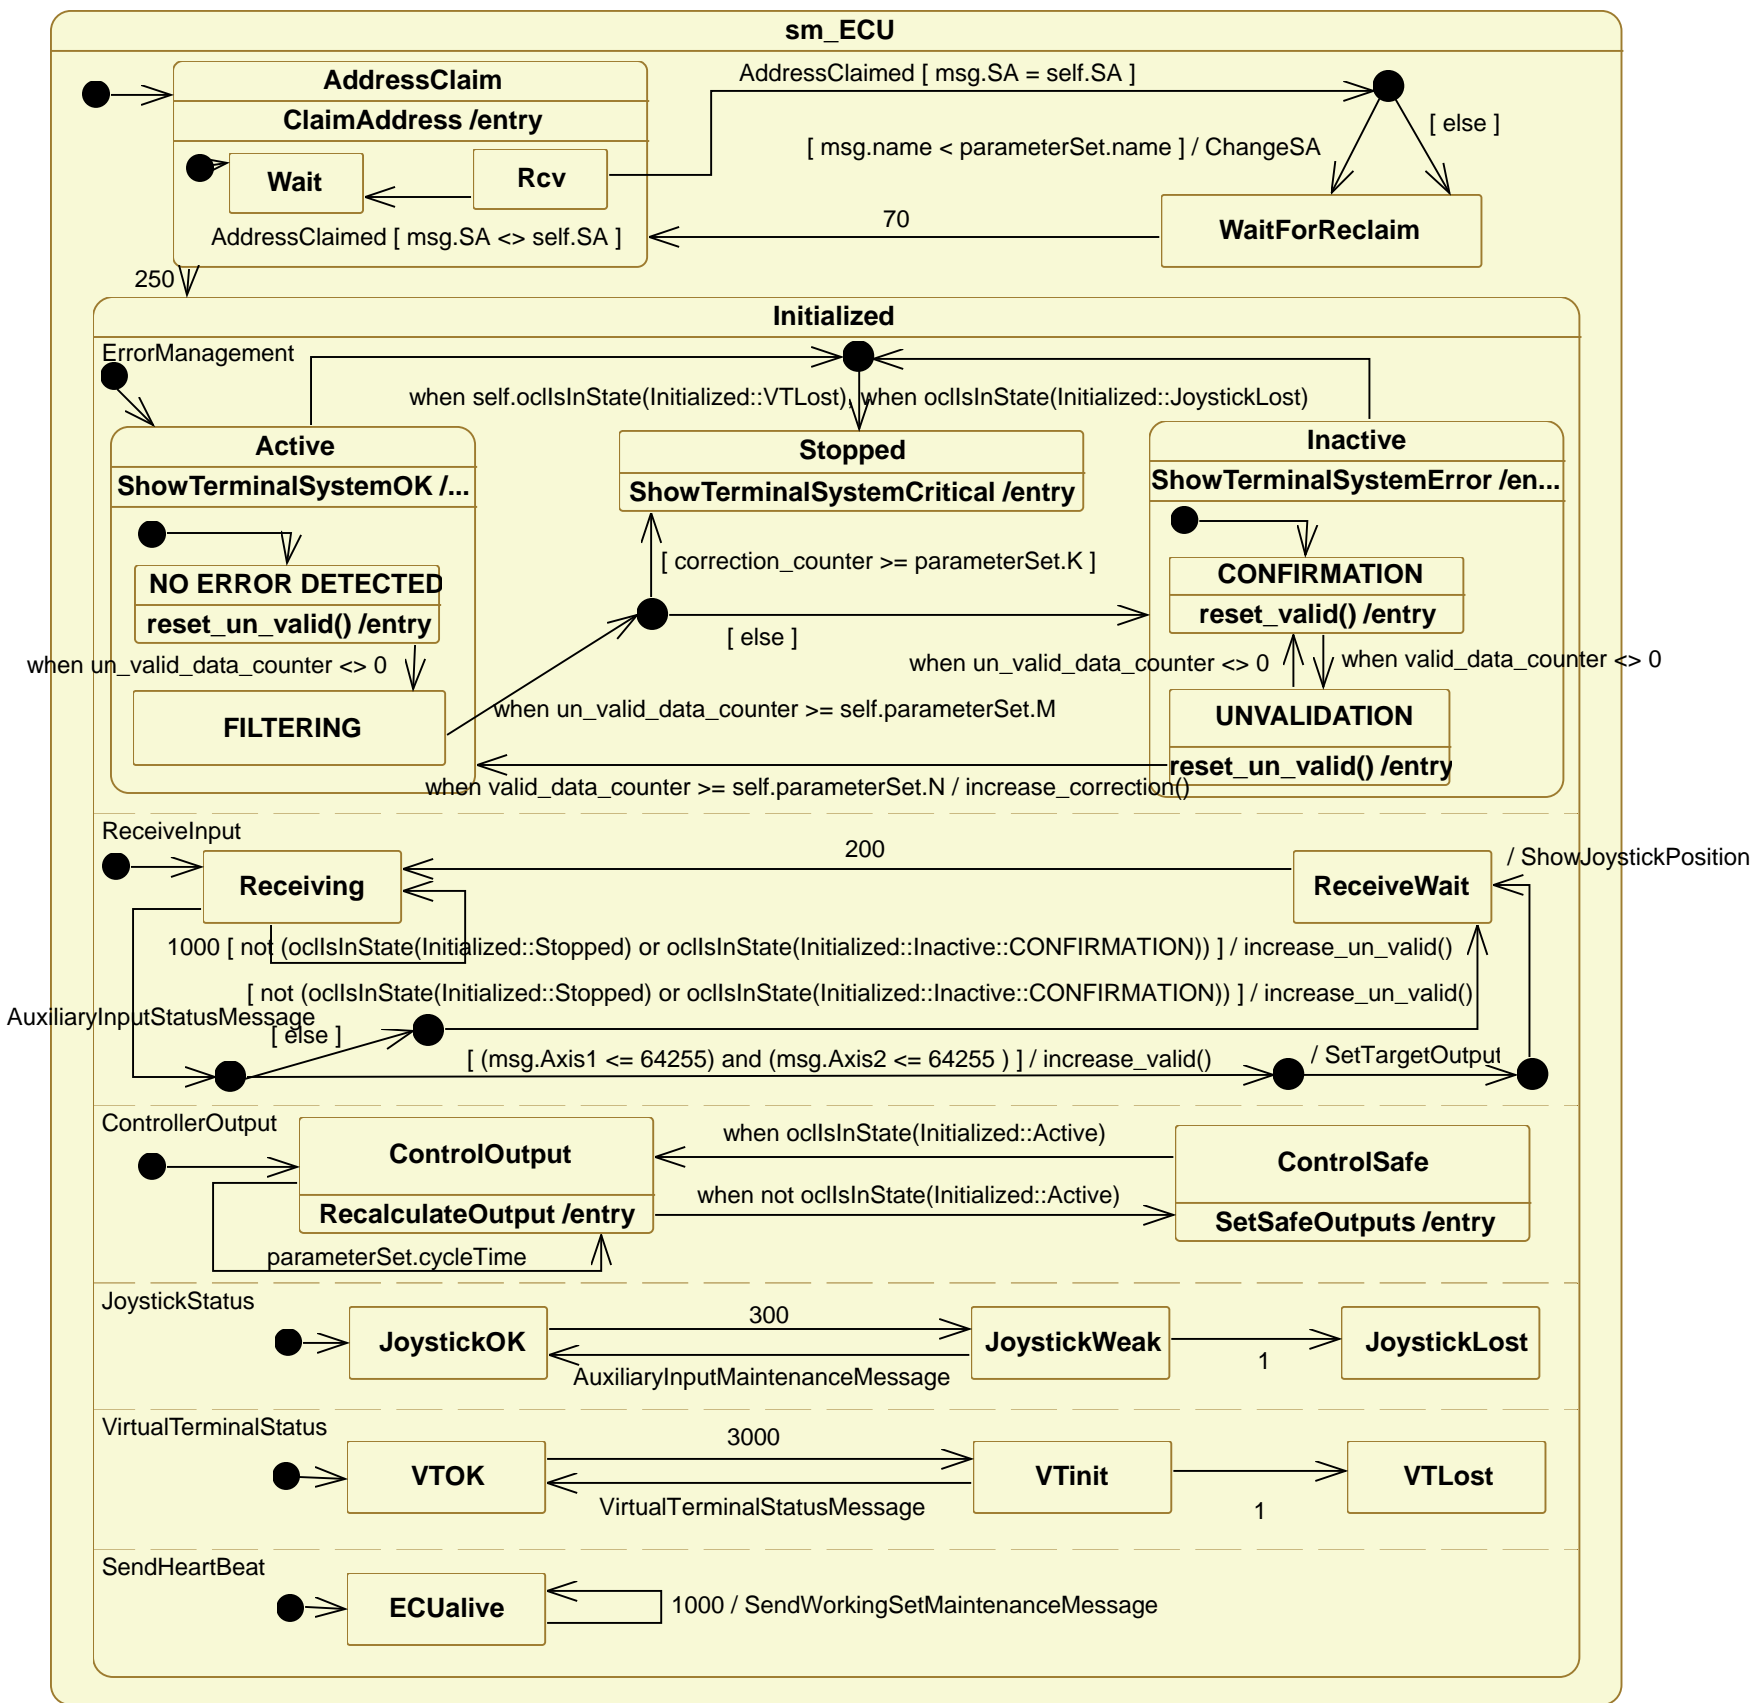 sm_ECU
AddressClaim
ClaimAddress /entry
Wait
Rcv
AddressClaimed [ msg.SA <> self.SA ]
AddressClaimed [ msg.SA = self.SA ]
[ else ]
[ msg.name < parameterSet.name ] / ChangeSA
70
WaitForReclaim
250
Initialized
ErrorManagement
when self.oclIsInState(Initialized::VTLost), when oclIsInState(Initialized::JoystickLost)
Active
ShowTerminalSystemOK /...
Stopped
ShowTerminalSystemCritical /entry
Inactive
ShowTerminalSystemError /en...
[ correction_counter >= parameterSet.K ]
NO ERROR DETECTED
reset_un_valid() /entry
CONFIRMATION
reset_valid() /entry
[ else ]
when un_valid_data_counter <> 0
when un_valid_data_counter <> 0
when valid_data_counter <> 0
FILTERING
when un_valid_data_counter >= self.parameterSet.M
UNVALIDATION
reset_un_valid() /entry
when valid_data_counter >= self.parameterSet.N / increase_correction()
ReceiveInput
200
/ ShowJoystickPosition
Receiving
ReceiveWait
1000 [ not (oclIsInState(Initialized::Stopped) or oclIsInState(Initialized::Inactive::CONFIRMATION)) ] / increase_un_valid()
[ not (oclIsInState(Initialized::Stopped) or oclIsInState(Initialized::Inactive::CONFIRMATION)) ] / increase_un_valid()
AuxiliaryInputStatusMessage
[ else ]
[ (msg.Axis1 <= 64255) and (msg.Axis2 <= 64255 ) ] / increase_valid()
/ SetTargetOutput
ControllerOutput
ControlOutput
RecalculateOutput /entry
when oclIsInState(Initialized::Active)
when not oclIsInState(Initialized::Active)
ControlSafe
SetSafeOutputs /entry
parameterSet.cycleTime
JoystickStatus
JoystickOK
300
AuxiliaryInputMaintenanceMessage
JoystickWeak
1
JoystickLost
VirtualTerminalStatus
VTOK
3000
VirtualTerminalStatusMessage
VTinit
1
VTLost
SendHeartBeat
ECUalive
1000 / SendWorkingSetMaintenanceMessage